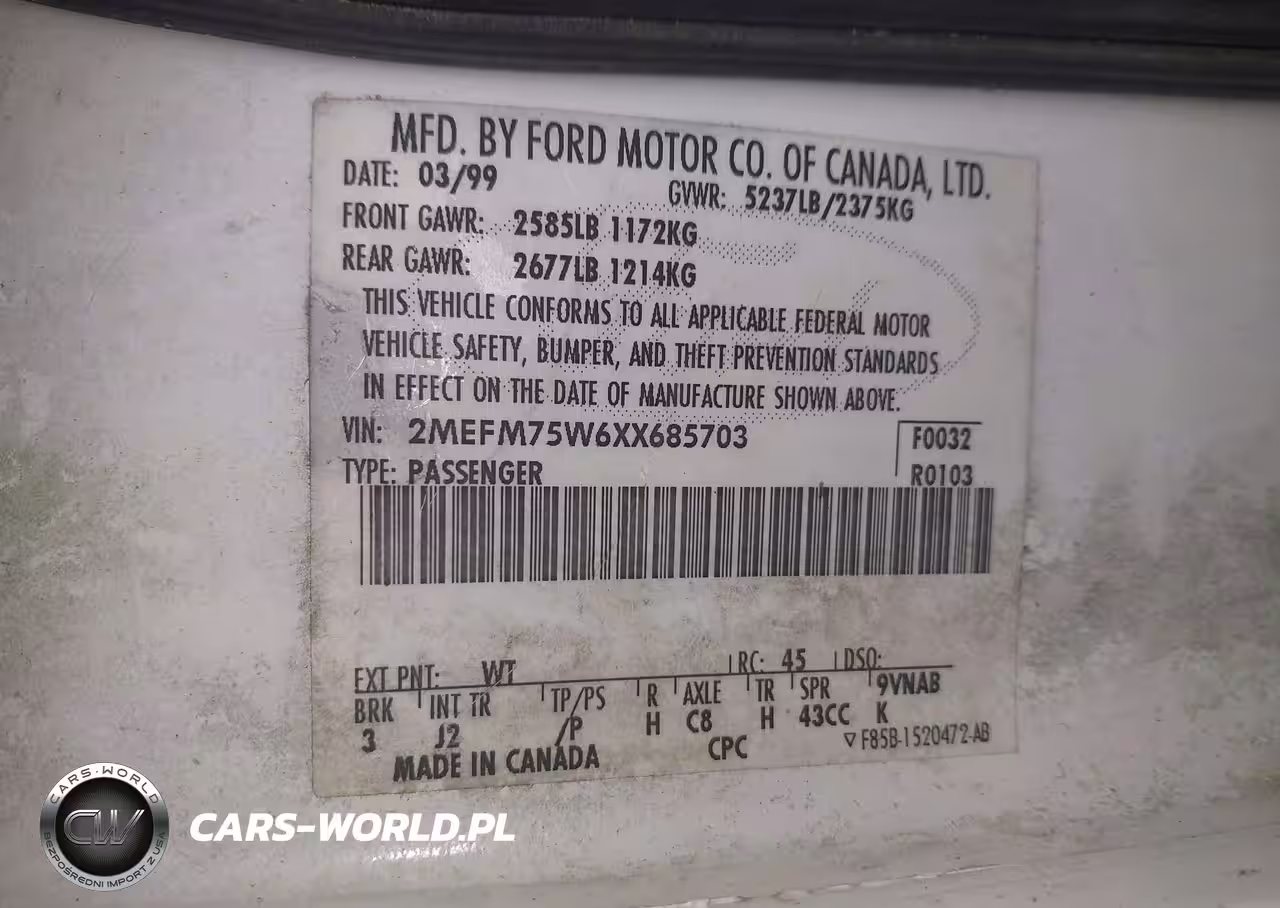 MFD. BY FORD MOTOR CO. OF CANADA, LTD.
DATE: 03/99 GVWR: 5237LB/2375KG
FRONT GAWR: 2585LB 1172KG
REAR GAWR: 2677LB 1214KG
THIS VEHICLE CONFORMS TO ALL APPLICABLE FEDERAL MOTOR
VEHICLE SAFETY, BUMPER, AND THEFT PREVENTION STANDARDS
IN EFFECT ON THE DATE OF MANUFACTURE SHOWN ABOVE.
VIN: 2MEFM75W6XX685703 F0032
TYPE: PASSENGER R0103
EXT PNT: WT RC: 45 DSO:
BRK INT TR TP/PS R AXLE TR SPR 9VNAB
3 J2 /P H C8 H 43CC K
MADE IN CANADA CPC ▽F85B-1520472-AB
CARS-WORLD
CW
BEZPOŚREDNI IMPORT Z USA
CARS-WORLD.PL